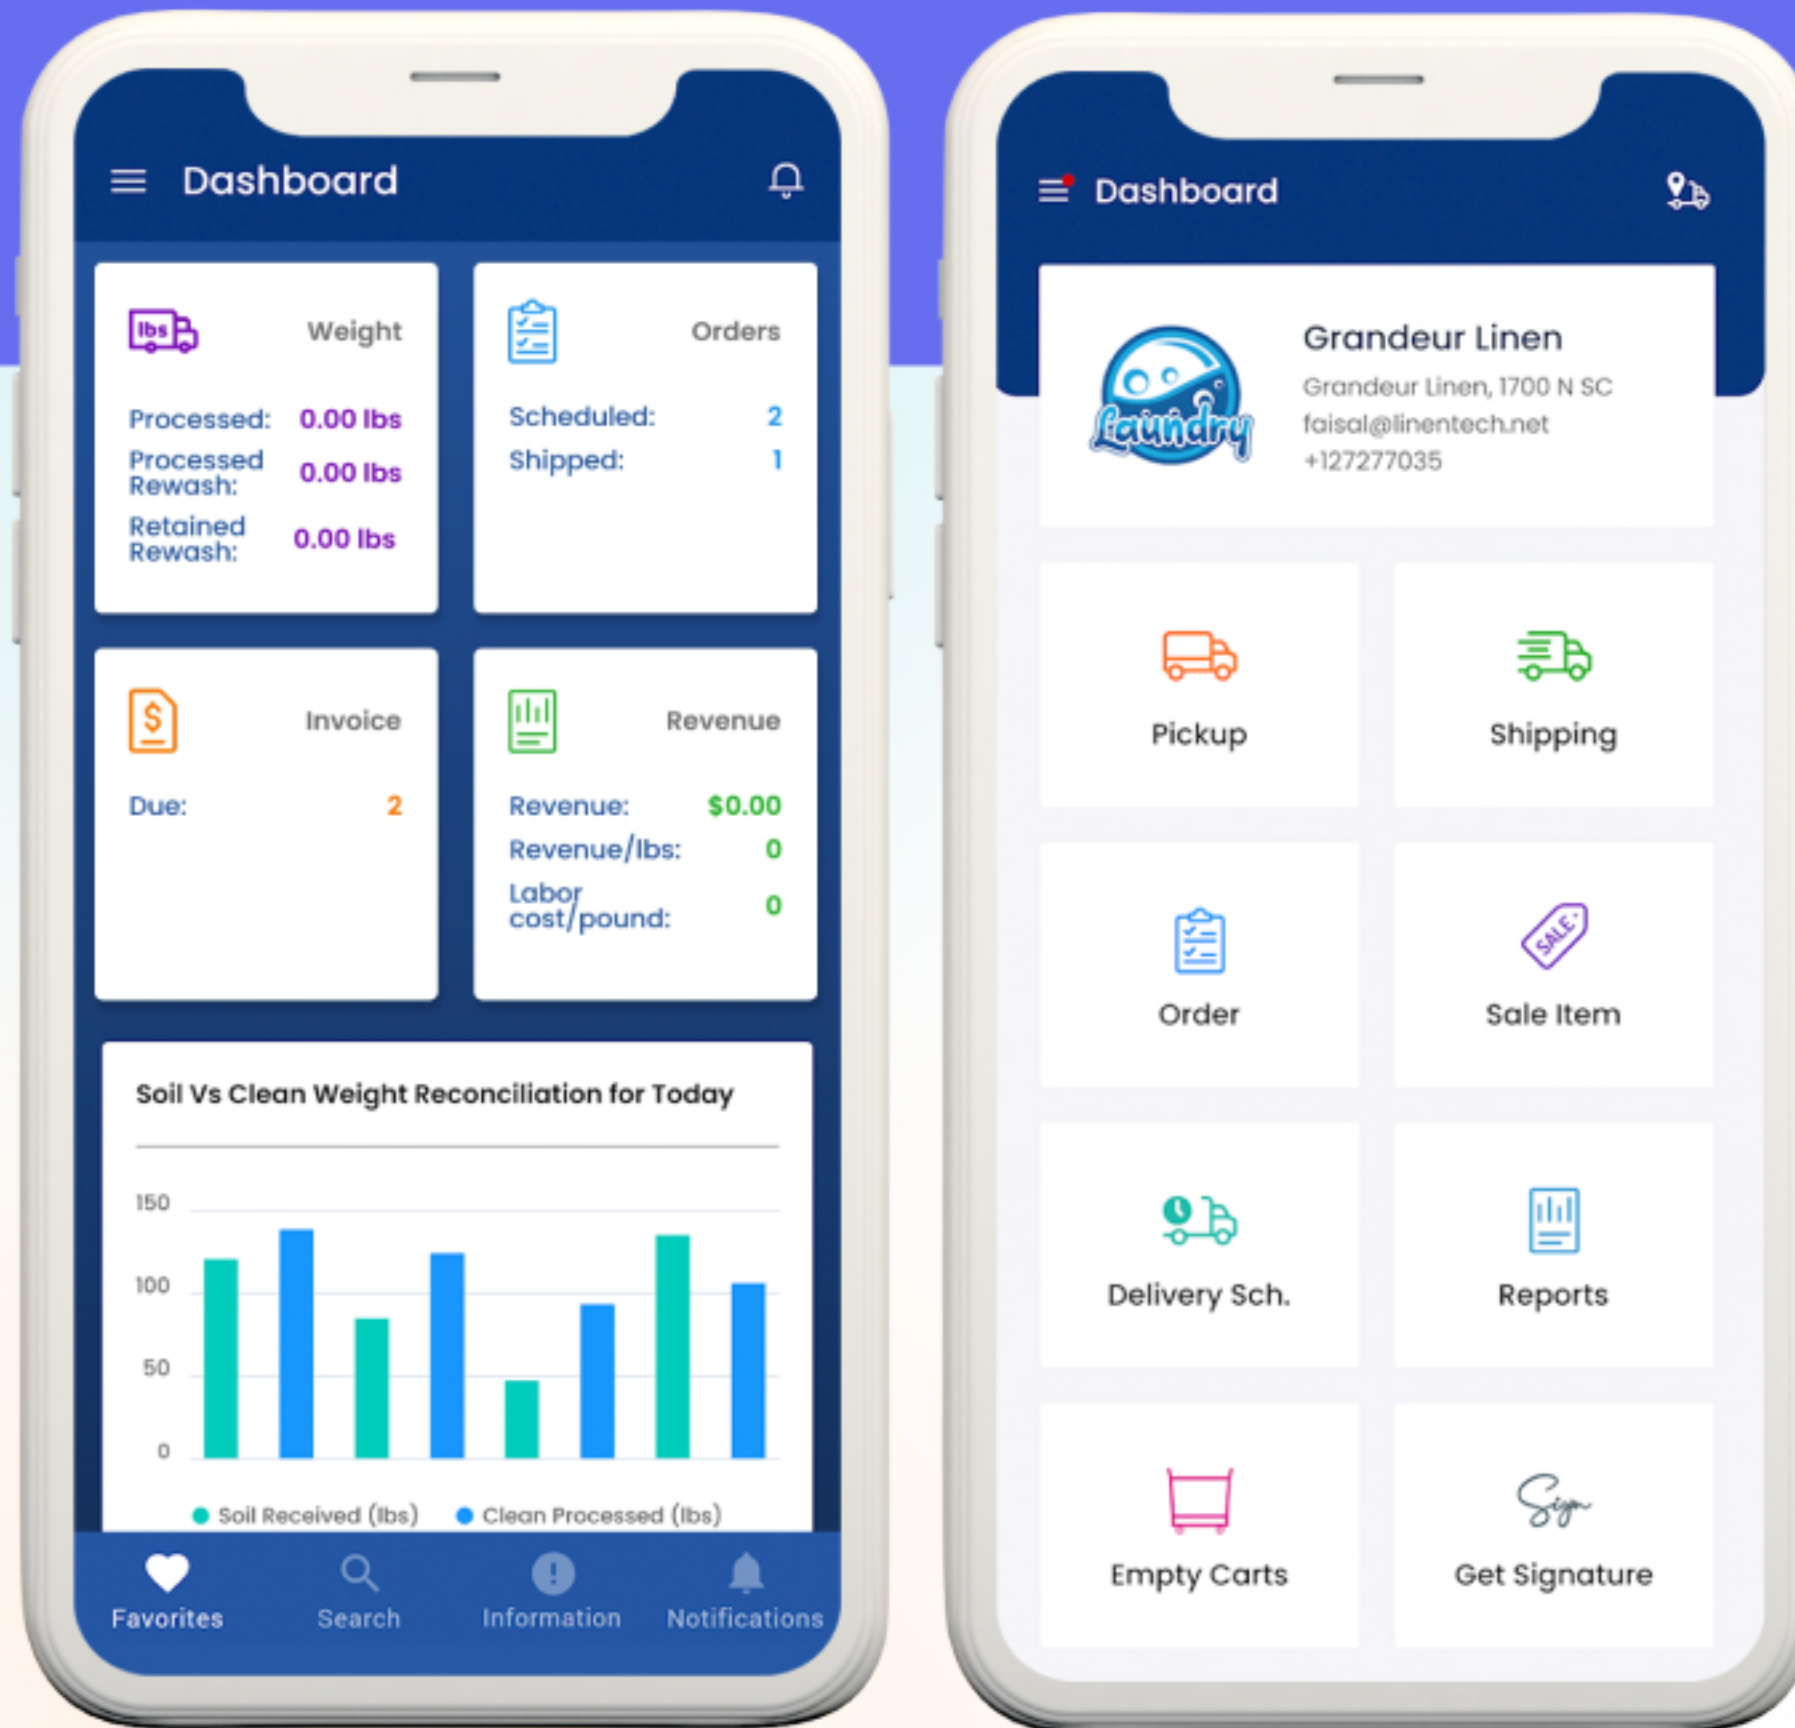 Dashboard
lbs
Weight
Processed: 0.00 lbs
Processed
Rewash: 0.00 lbs
Retained
Rewash: 0.00 lbs
Orders
Scheduled: 2
Shipped: 1
$
Invoice
Due: 2
Revenue
Revenue: $0.00
Revenue/lbs: 0
Labor
cost/pound: 0
Soil Vs Clean Weight Reconciliation for Today
150
100
50
0
Soil Received (lbs) Clean Processed (lbs)
Favorites Search Information Notifications
Dashboard
Laundry
Grandeur Linen
Grandeur Linen, 1700 N SC
faisal@linentech.net
+127277035
Pickup
Shipping
Order
SALE
Sale Item
Delivery Sch.
Reports
Empty Carts
Sign
Get Signature